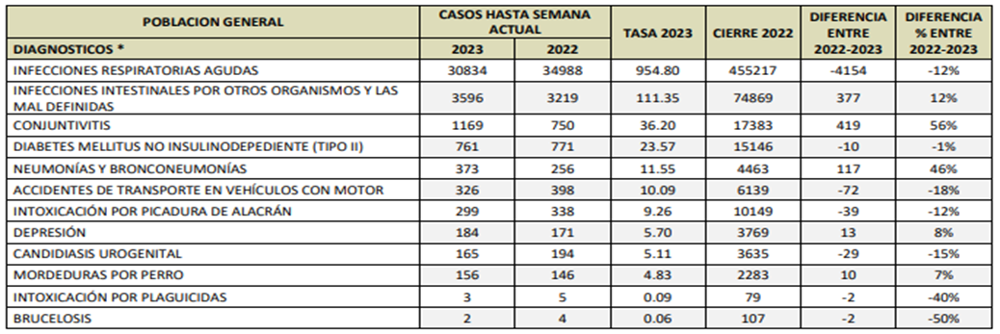 POBLACION GENERAL CASOS HASTA SEMANA ACTUAL TASA 2023 CIERRE 2022 DIFERENCIA ENTRE 2022-2023 DIFERENCIA % ENTRE 2022-2023
DIAGNOSTICOS * 2023 2022
INFECCIONES RESPIRATORIAS AGUDAS 30834 34988 954.80 455217 -4154 -12%
INFECCIONES INTESTINALES POR OTROS ORGANISMOS Y LAS
MAL DEFINIDAS 3596 3219 111.35 74869 377 12%
CONJUNTIVITIS 1169 750 36.20 17383 419 56%
DIABETES MELLITUS NO INSULINODEPEDIENTE (TIPO II) 761 771 23.57 15146 -10 -1%
NEUMONÍAS Y BRONCONEUMONÍAS 373 256 11.55 4463 117 46%
ACCIDENTES DE TRANSPORTE EN VEHÍCULOS CON MOTOR 326 398 10.09 6139 -72 -18%
INTOXICACIÓN POR PICADURA DE ALACRÁN 299 338 9.26 10149 -39 -12%
DEPRESIÓN 184 171 5.70 3769 13 8%
CANDIDIASIS UROGENITAL 165 194 5.11 3635 -29 -15%
MORDEDURAS POR PERRO 156 146 4.83 2283 10 7%
INTOXICACIÓN POR PLAGUICIDAS 3 5 0.09 79 -2 -40%
BRUCELOSIS 2 4 0.06 107 -2 -50%